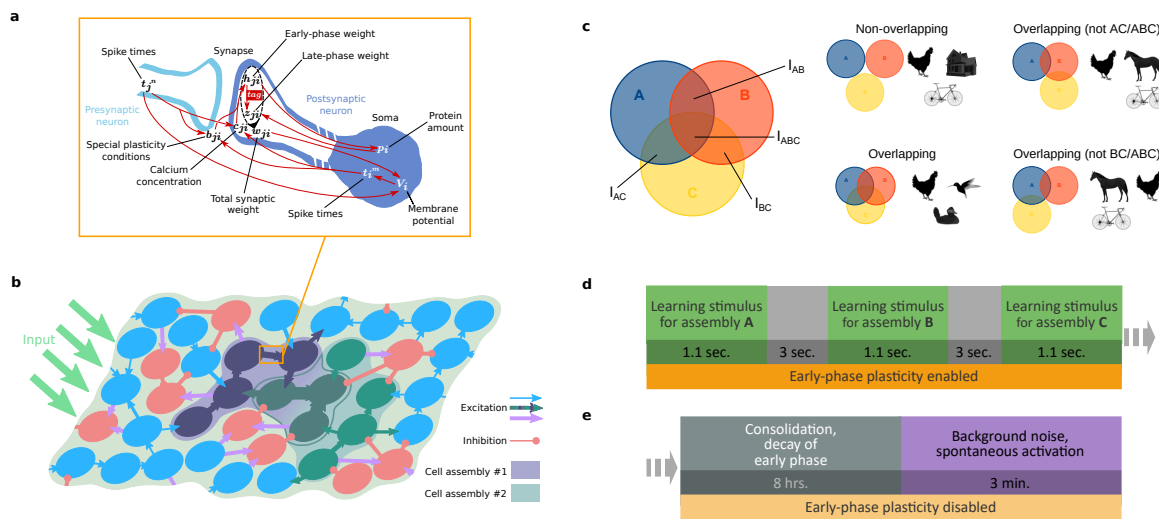 a
Early-phase weight
Synapse
Late-phase weight
Spike times
t_j^n
h_ji
tag
z_ji
Presynaptic
neuron
Postsynaptic
neuron
Soma
Protein
amount
b_ji
c_ji
w_ji
p_i
Special plasticity
conditions
t_i^m
V_i
Calcium
concentration
Total synaptic
weight
Spike times
Membrane
potential
b
Input
Excitation
Inhibition
Cell assembly #1
Cell assembly #2
c
A
B
C
I_AB
I_ABC
I_AC
I_BC
Non-overlapping
A
B
C
Overlapping (not AC/ABC)
A
B
C
Overlapping
A
B
C
Overlapping (not BC/ABC)
A
B
C
d
Learning stimulus
for assembly A
Learning stimulus
for assembly B
Learning stimulus
for assembly C
1.1 sec.
3 sec.
1.1 sec.
3 sec.
1.1 sec.
Early-phase plasticity enabled
e
Consolidation,
decay of
early phase
Background noise,
spontaneous activation
8 hrs.
3 min.
Early-phase plasticity disabled